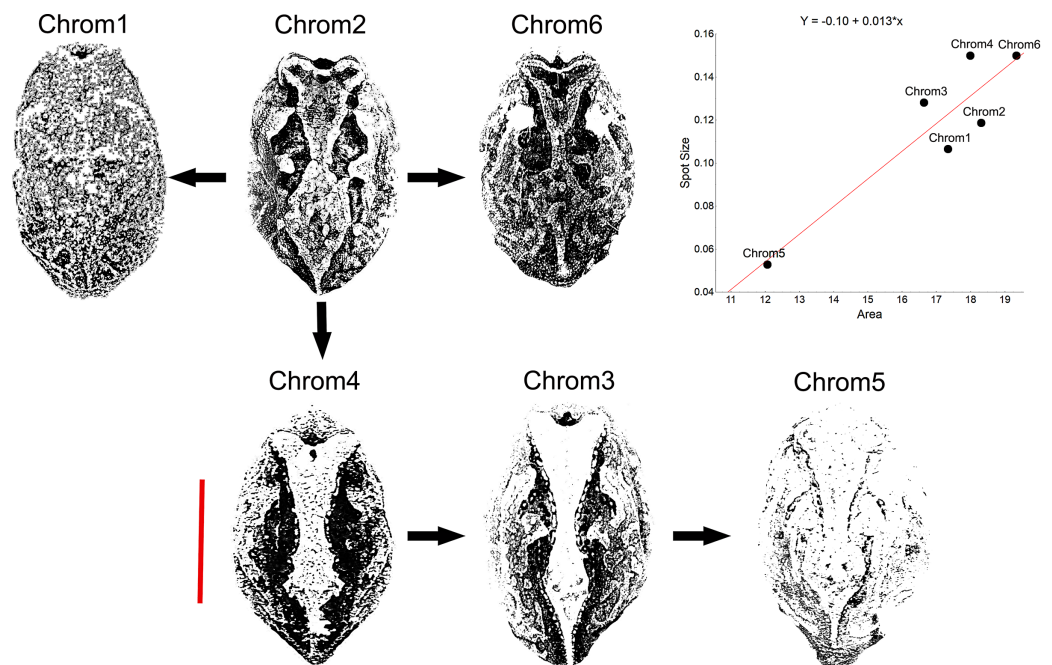 Chrom1
Chrom2
Chrom6
Y = -0.10 + 0.013*x
0.16
0.14
0.12
0.10
0.08
0.06
0.04
Spot Size
Chrom4
Chrom6
Chrom3
Chrom2
Chrom1
Chrom5
11 12 13 14 15 16 17 18 19
Area
Chrom4
Chrom3
Chrom5